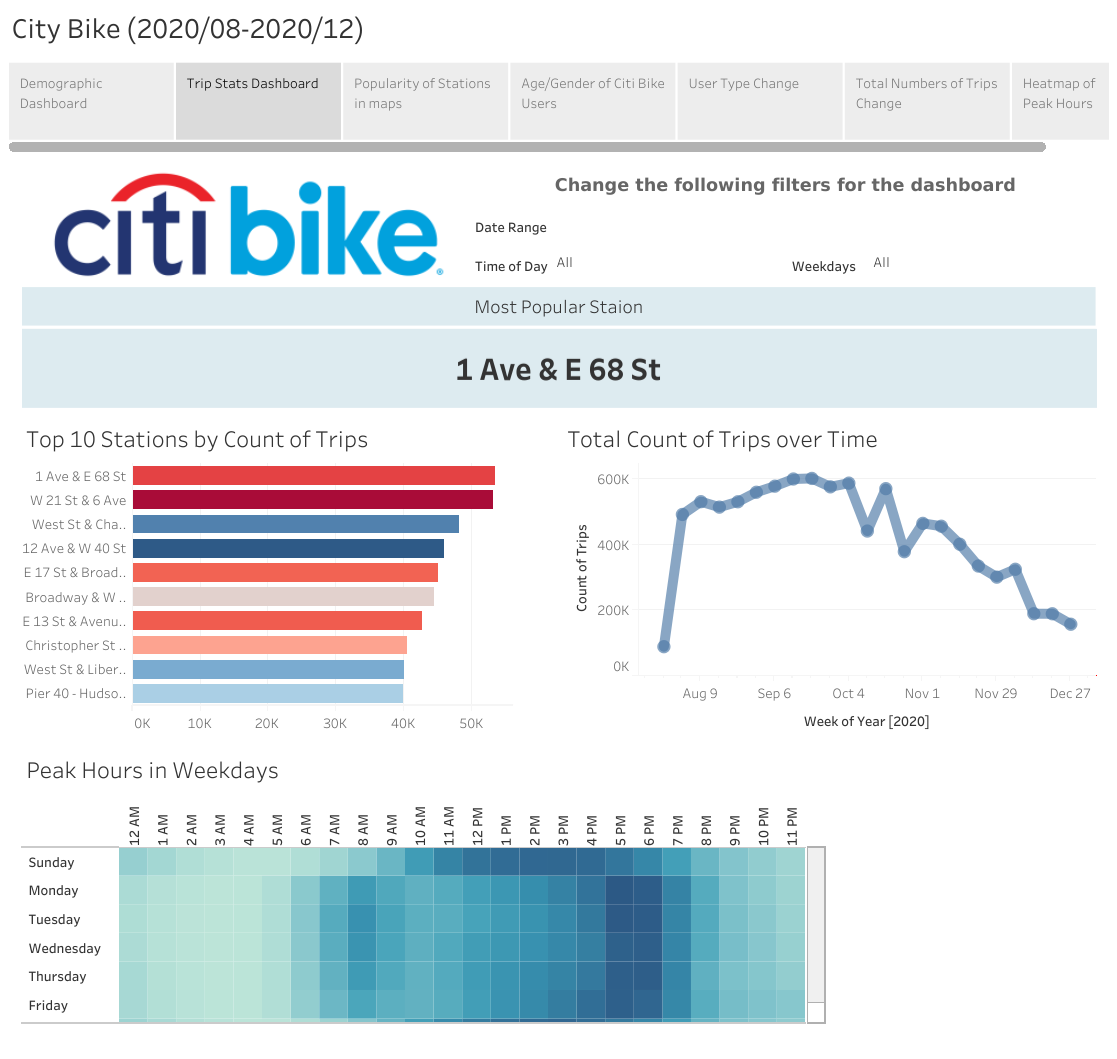 City Bike (2020/08-2020/12)
Demographic
Dashboard
Trip Stats Dashboard
Popularity of Stations
in maps
Age/Gender of Citi Bike
Users
User Type Change
Total Numbers of Trips
Change
Heatmap of
Peak Hours
citi bike
Change the following filters for the dashboard
Date Range
Time of Day All
Weekdays All
Most Popular Staion
1 Ave & E 68 St
Top 10 Stations by Count of Trips
1 Ave & E 68 St
W 21 St & 6 Ave
West St & Cha..
12 Ave & W 40 St
E 17 St & Broad..
Broadway & W ..
E 13 St & Avenu..
Christopher St ..
West St & Liber..
Pier 40 - Hudso..
0K 10K 20K 30K 40K 50K
Total Count of Trips over Time
Count of Trips
600K
400K
200K
0K
Aug 9 Sep 6 Oct 4 Nov 1 Nov 29 Dec 27
Week of Year [2020]
Peak Hours in Weekdays
12 AM 1 AM 2 AM 3 AM 4 AM 5 AM 6 AM 7 AM 8 AM 9 AM 10 AM 11 AM 12 PM 1 PM 2 PM 3 PM 4 PM 5 PM 6 PM 7 PM 8 PM 9 PM 10 PM 11 PM
Sunday
Monday
Tuesday
Wednesday
Thursday
Friday